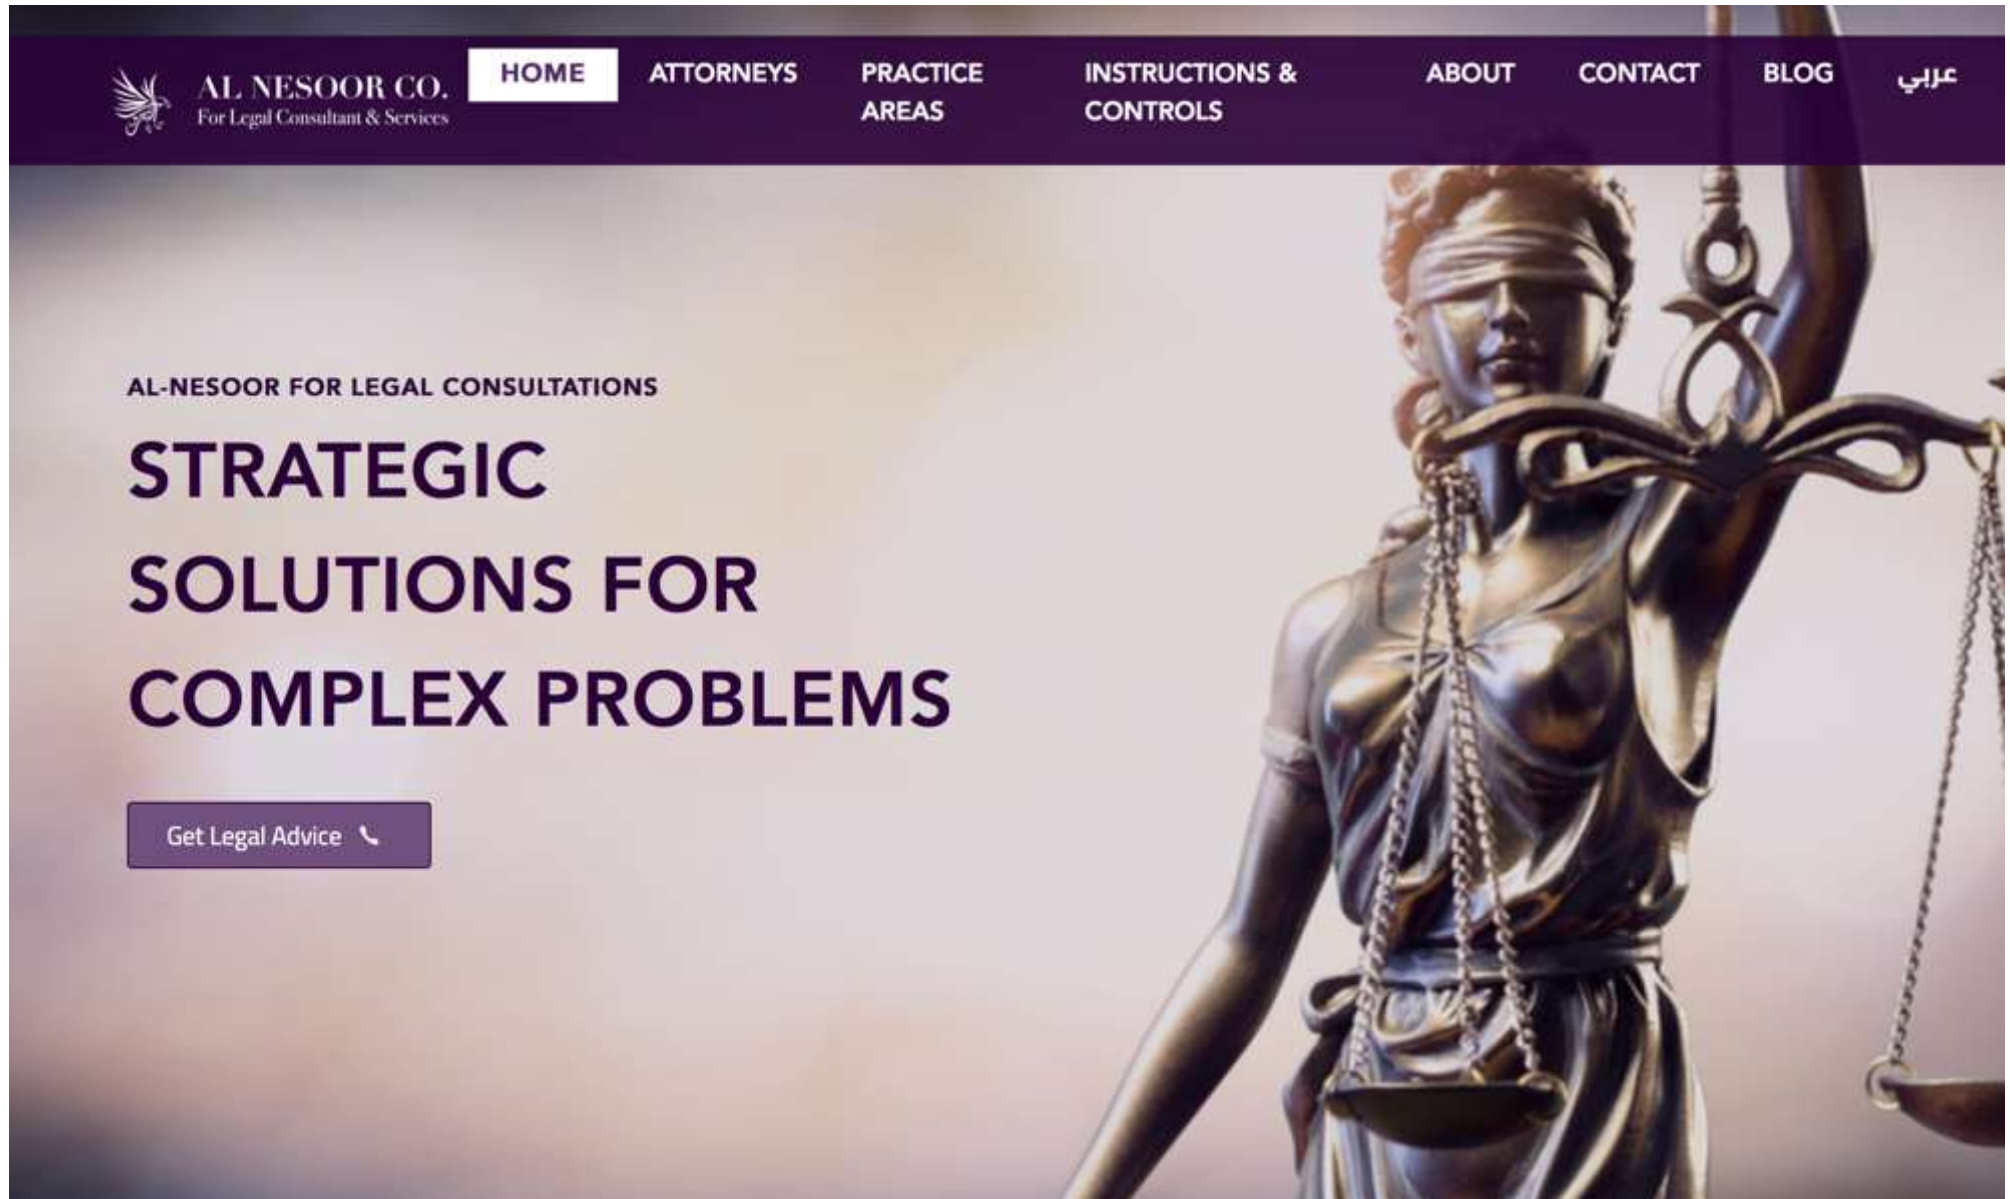 AL NESOOR CO.
For Legal Consultant & Services
HOME
ATTORNEYS
PRACTICE
AREAS
INSTRUCTIONS &
CONTROLS
ABOUT
CONTACT
BLOG
عربي
AL-NESOOR FOR LEGAL CONSULTATIONS
STRATEGIC
SOLUTIONS FOR
COMPLEX PROBLEMS
Get Legal Advice